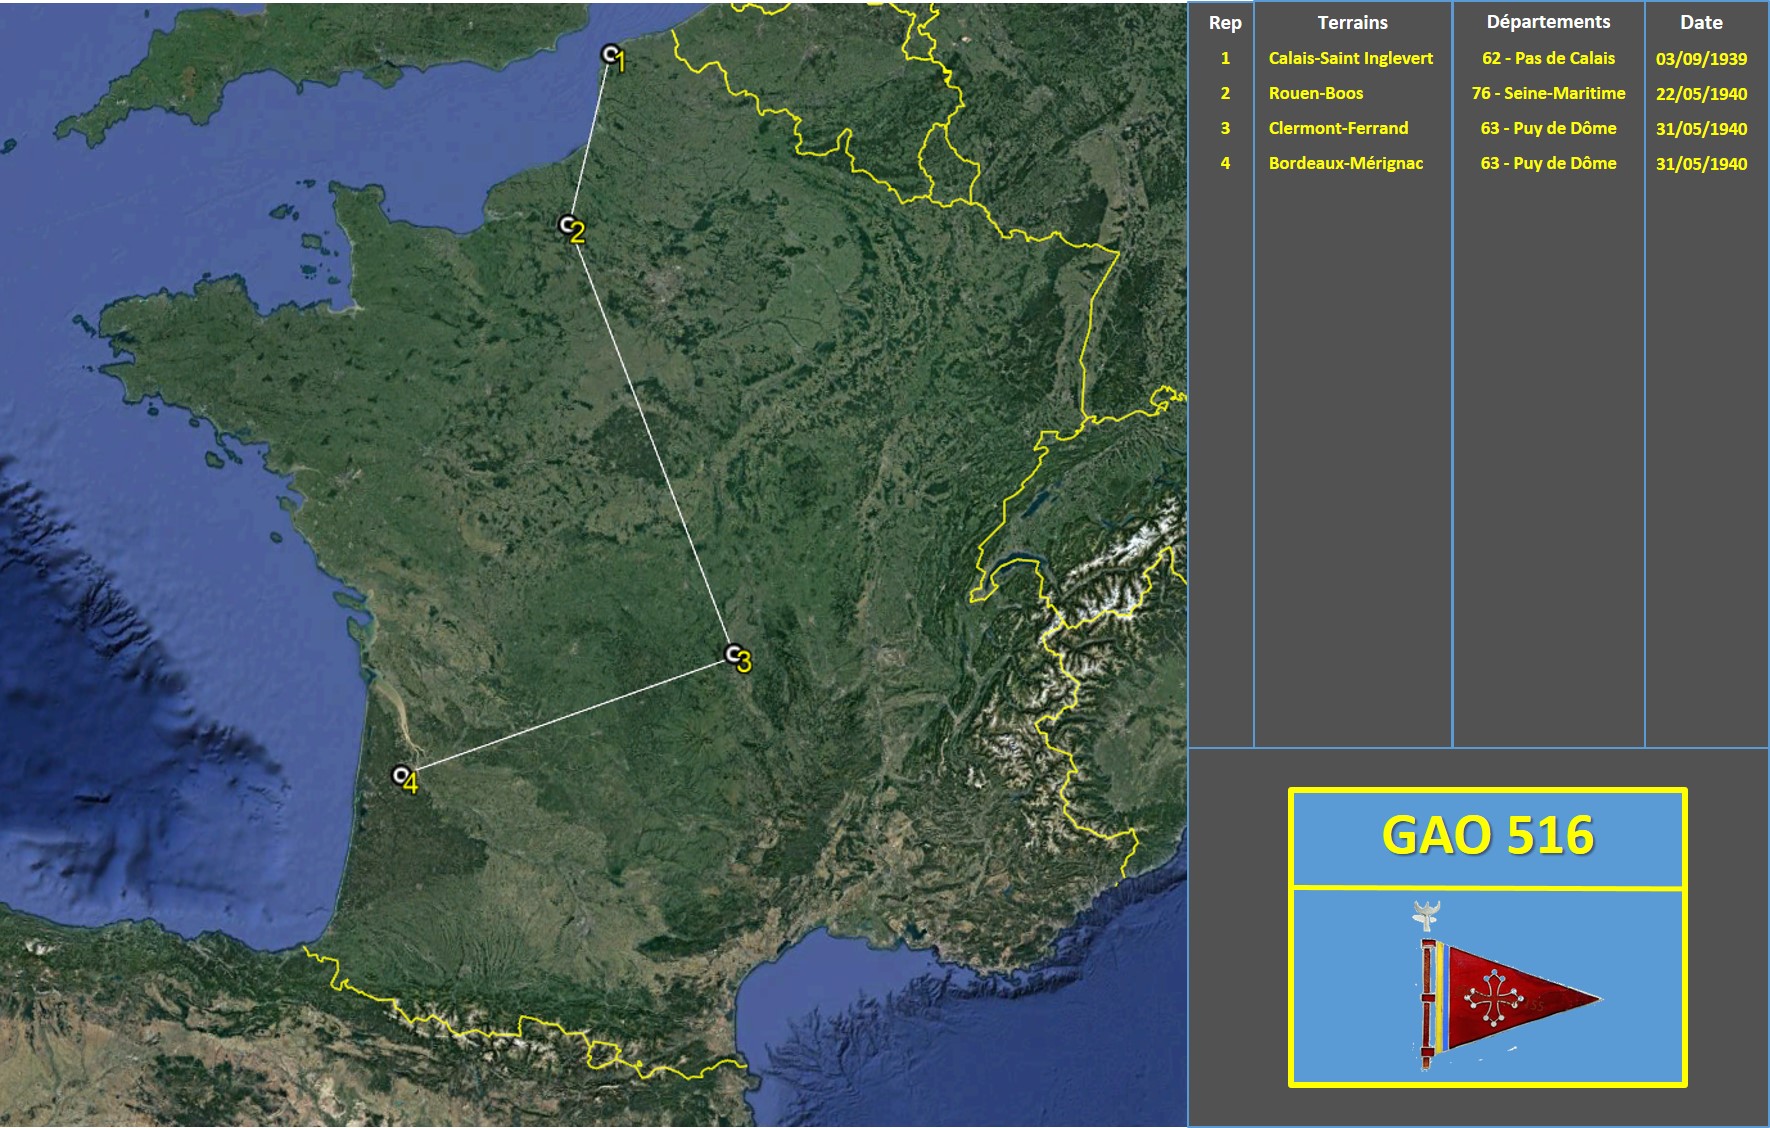 Rep Terrains Départements Date
1 Calais-Saint Inglevert 62 - Pas de Calais 03/09/1939
2 Rouen-Boos 76 - Seine-Maritime 22/05/1940
3 Clermont-Ferrand 63 - Puy de Dôme 31/05/1940
4 Bordeaux-Mérignac 63 - Puy de Dôme 31/05/1940
1
2
3
4
GAO 516